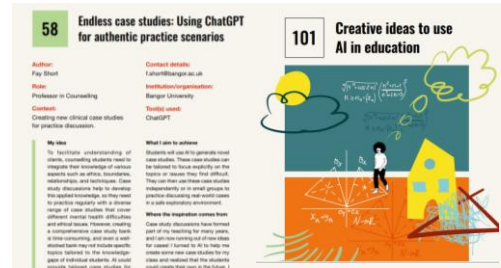 58
Endless case studies: Using ChatGPT
for authentic practice scenarios
Author:
Fay Short
Role:
Professor in Counselling
Context:
Creating new clinical case studies
for practice discussion.
Contact details:
f.short@bangor.ac.uk
Institution/organisation:
Bangor University
Tool(s) used:
ChatGPT
My idea
To facilitate understanding of
clients, counselling students need to
integrate their knowledge of various
aspects such as ethics, boundaries,
relationships, and techniques. Case
study discussions help to develop
this applied knowledge, so they need
to practice regularly with a diverse
range of case studies that cover
different mental health difficulties
and ethical issues. However, creating
a comprehensive case study bank
is time-consuming, and even a well-
studied bank may not include specific
topics tailored to the knowledge-
gaps of individual students. AI could
provide tailored case studies for
What I aim to achieve
Students will use AI to generate novel
case studies. These case studies can
be tailored to focus explicitly on the
topics or issues they find difficult.
They can then use these case studies
independently or in small groups to
practice discussing real-world cases
in a safe exploratory environment.
Where the inspiration comes from
Case study discussions have formed
part of my teaching for many years,
and I am now running out of new ideas
for cases! I turned to AI to help me
create some new case studies for my
class and realized that the students
could create their own in the future. I
101
Creative ideas to use
AI in education